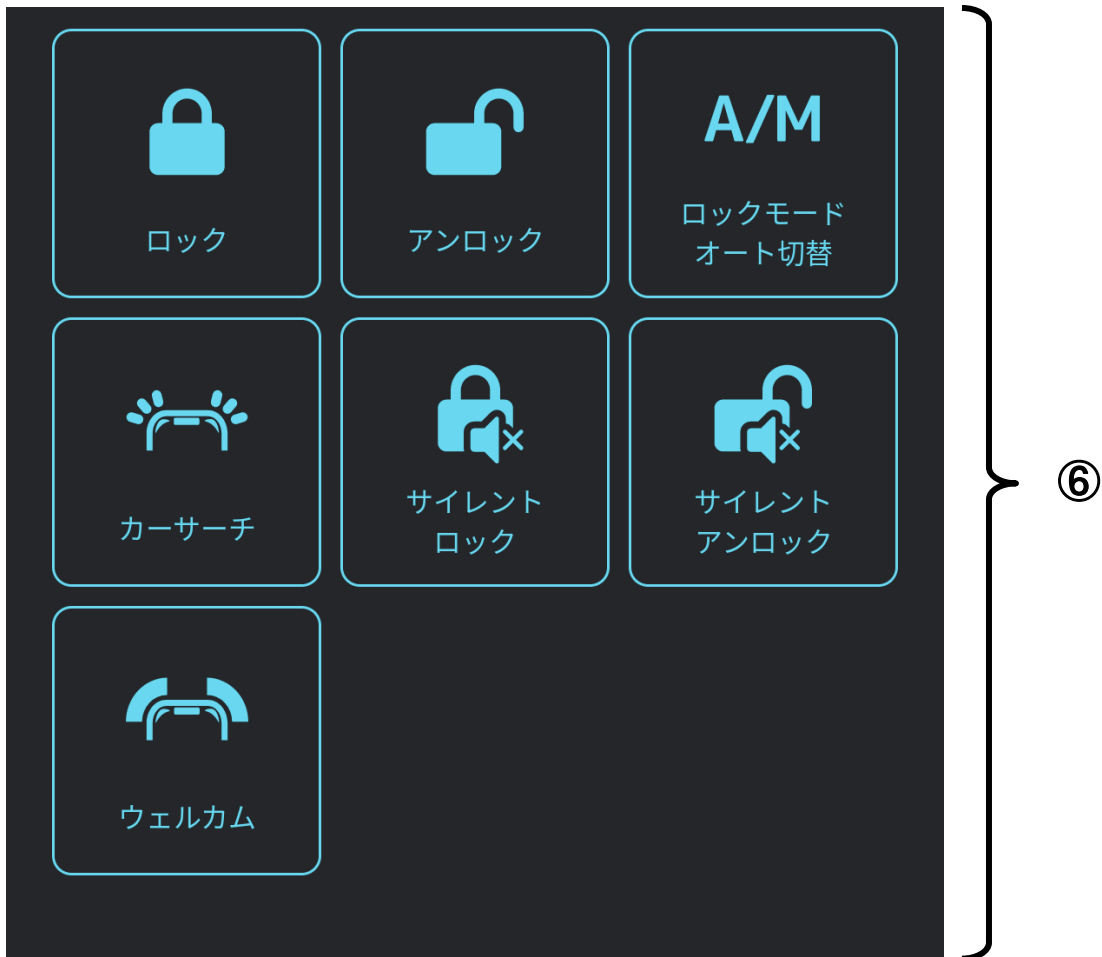 ロック
アンロック
A/M
ロックモード
オート切替
カーサーチ
サイレント
ロック
サイレント
アンロック
ウェルカム
⑥